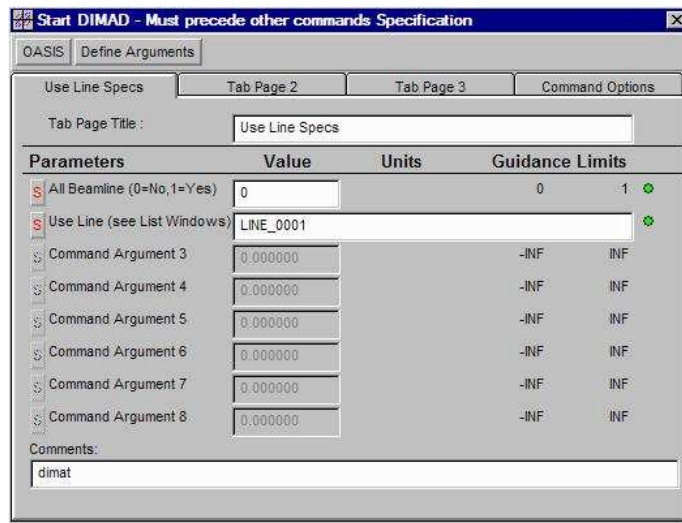 Start DIMAD - Must precede other commands Specification
OASIS Define Arguments
Use Line Specs Tab Page 2 Tab Page 3 Command Options
Tab Page Title : Use Line Specs
Parameters Value Units Guidance Limits
S All Beamline (0=No,1=Yes) 0 0 1
S Use Line (see List Windows) LINE_0001
S Command Argument 3 0.000000 -INF INF
S Command Argument 4 0.000000 -INF INF
S Command Argument 5 0.000000 -INF INF
S Command Argument 6 0.000000 -INF INF
S Command Argument 7 0.000000 -INF INF
S Command Argument 8 0.000000 -INF INF
Comments:
dimat